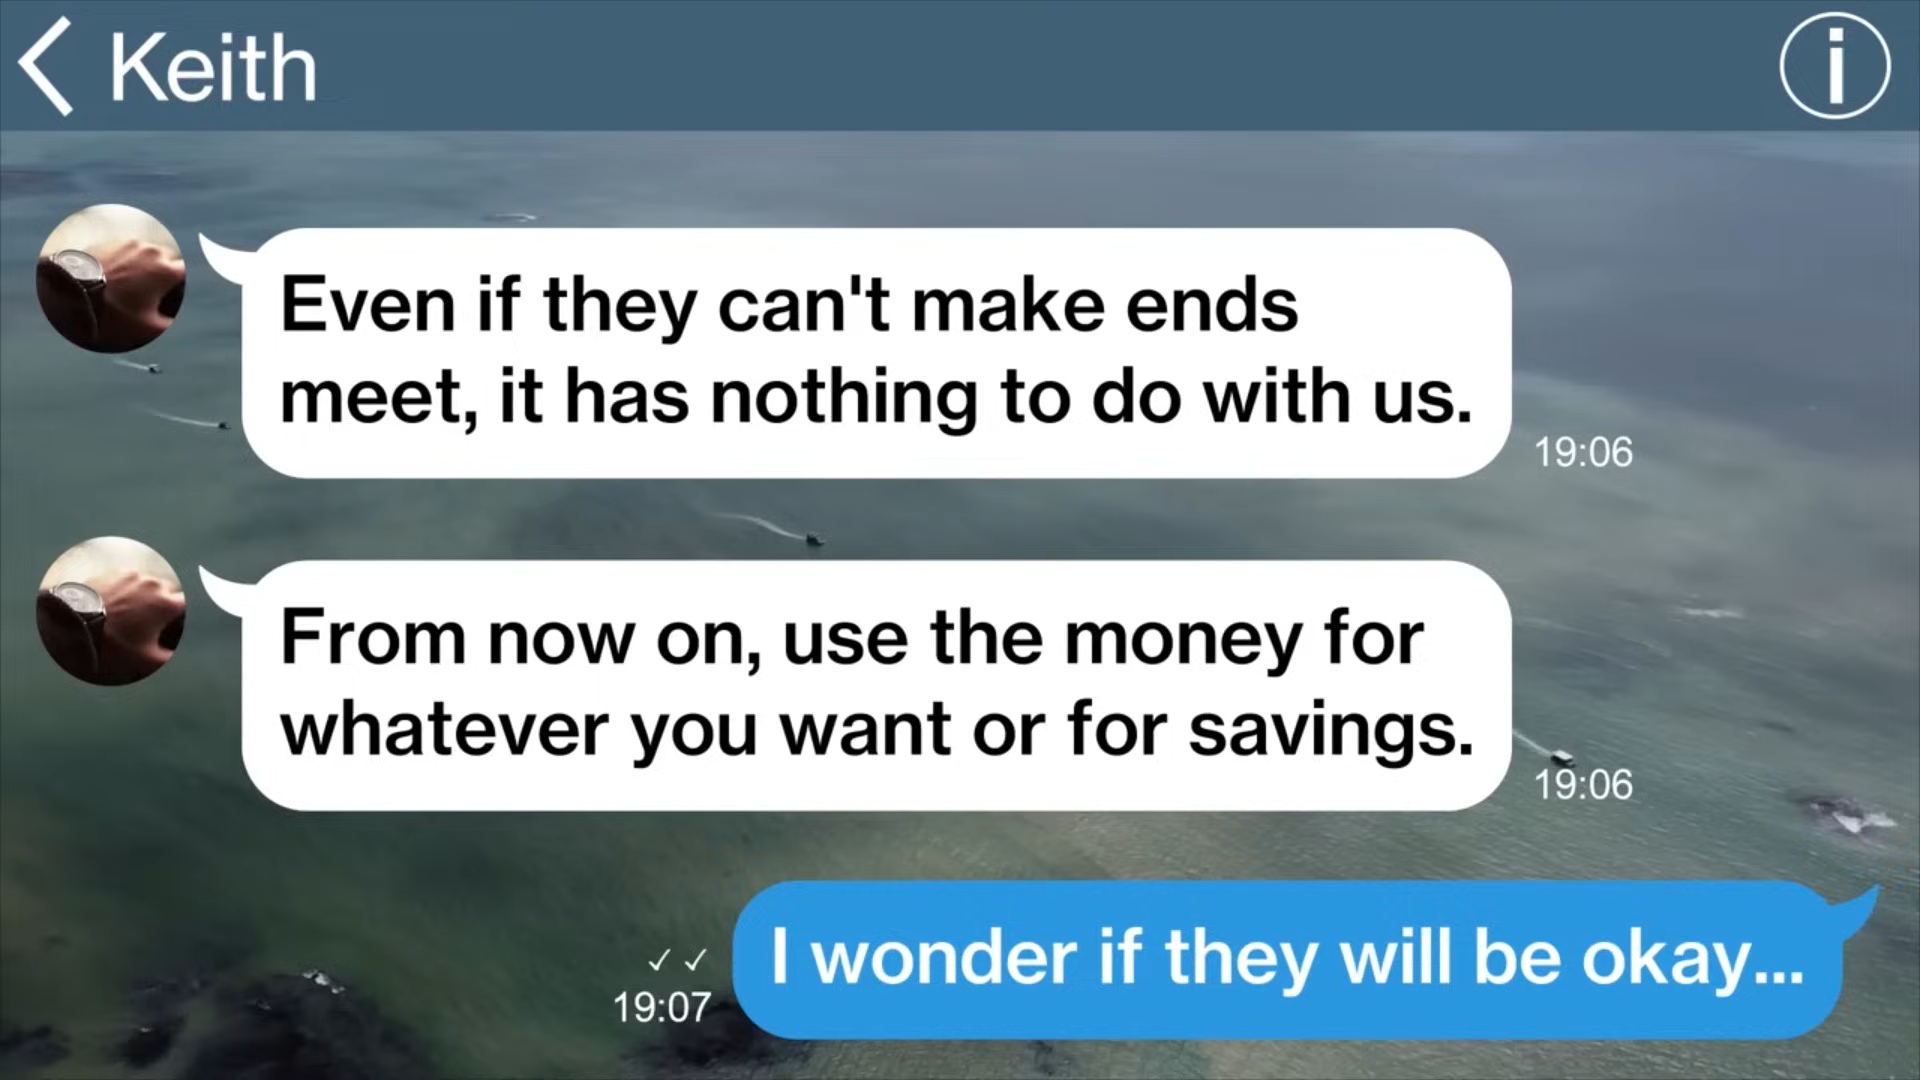 Keith
Even if they can't make ends
meet, it has nothing to do with us.
19:06
From now on, use the money for
whatever you want or for savings.
19:06
I wonder if they will be okay...
19:07